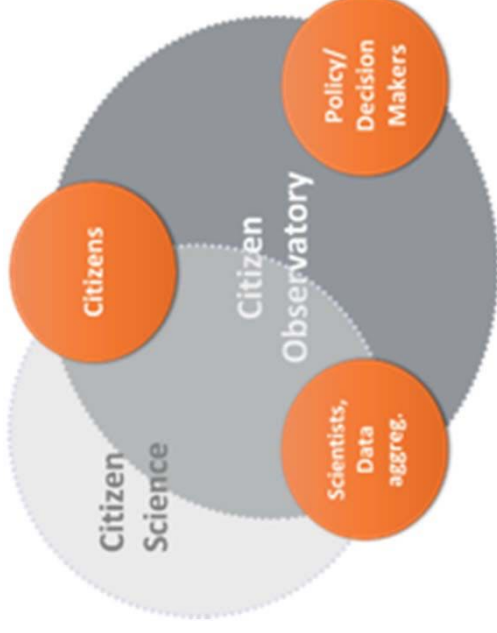 Citizens
Citizen
Science
Citizen
Observatory
Scientists,
Data
aggreg.
Policy/
Decision
Makers